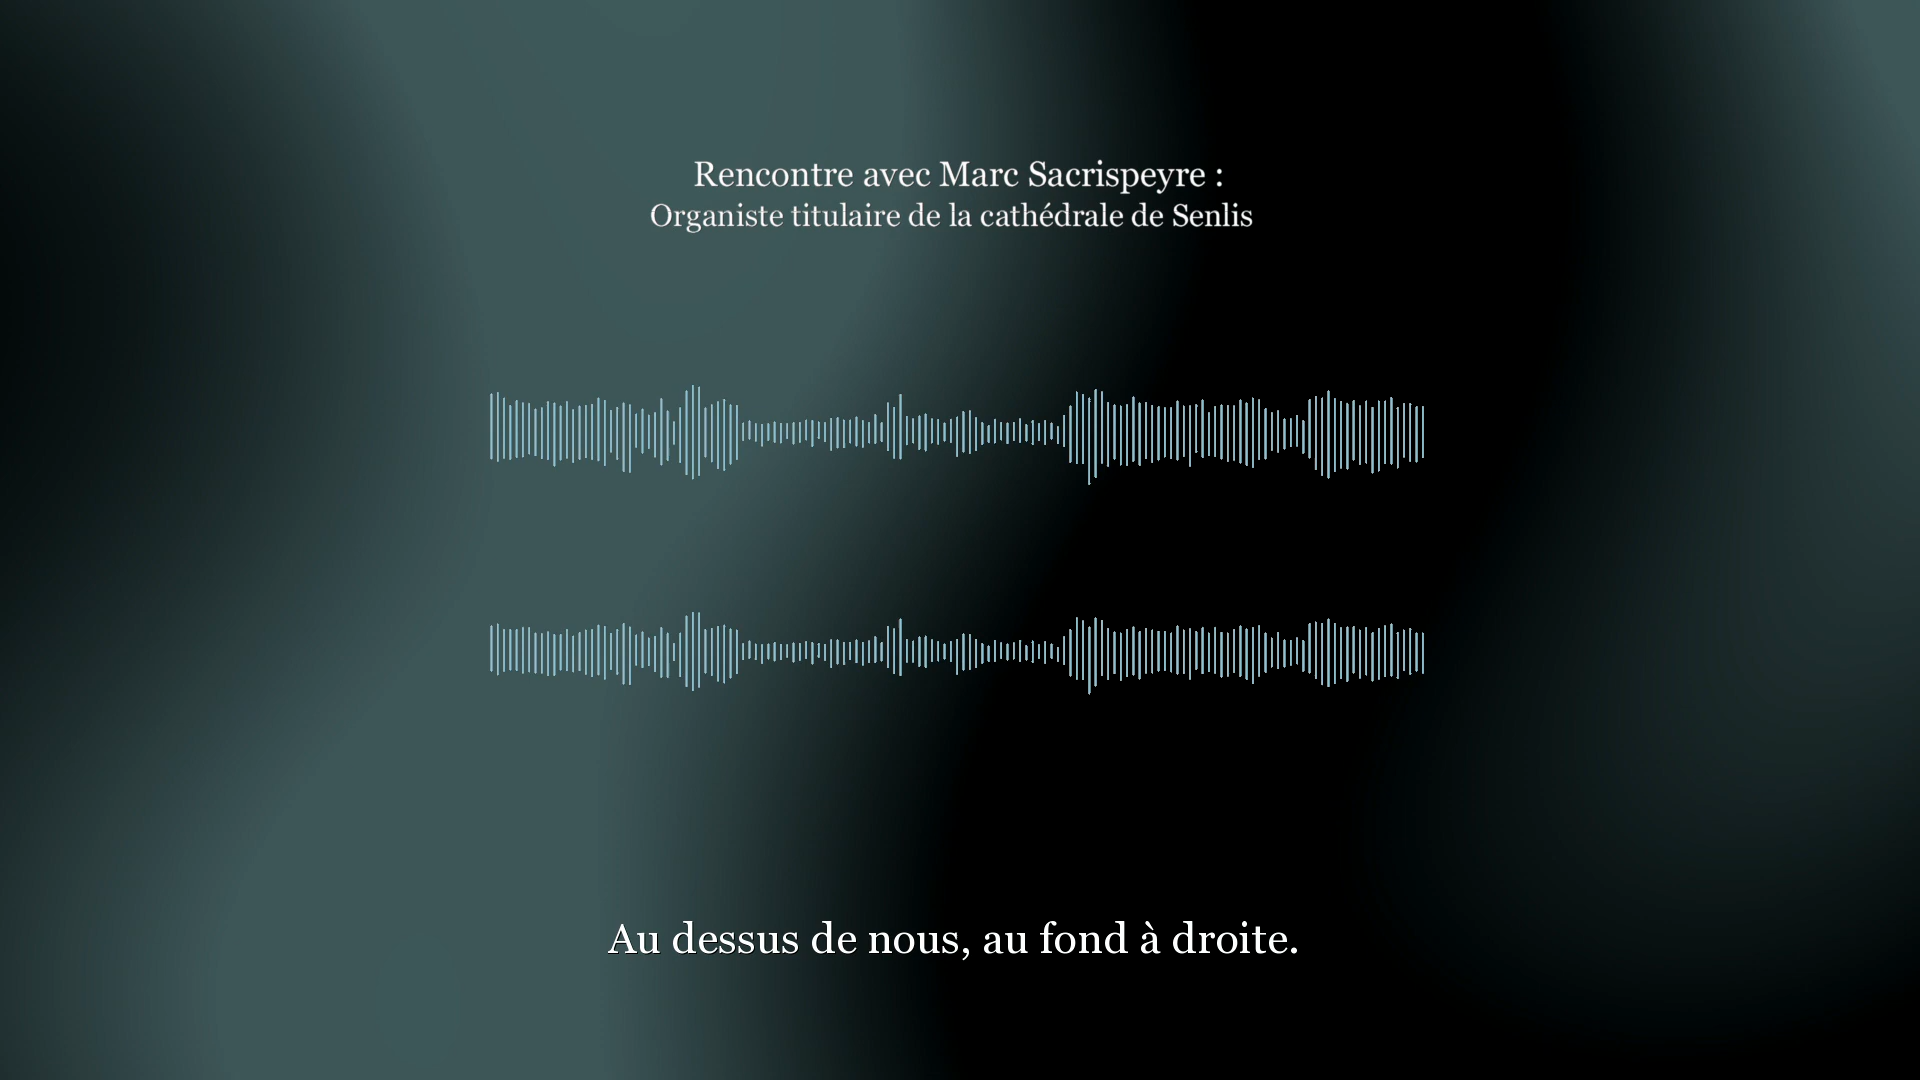 Rencontre avec Marc Sacrispeyre :
Organiste titulaire de la cathédrale de Senlis
Au dessus de nous, au fond à droite.